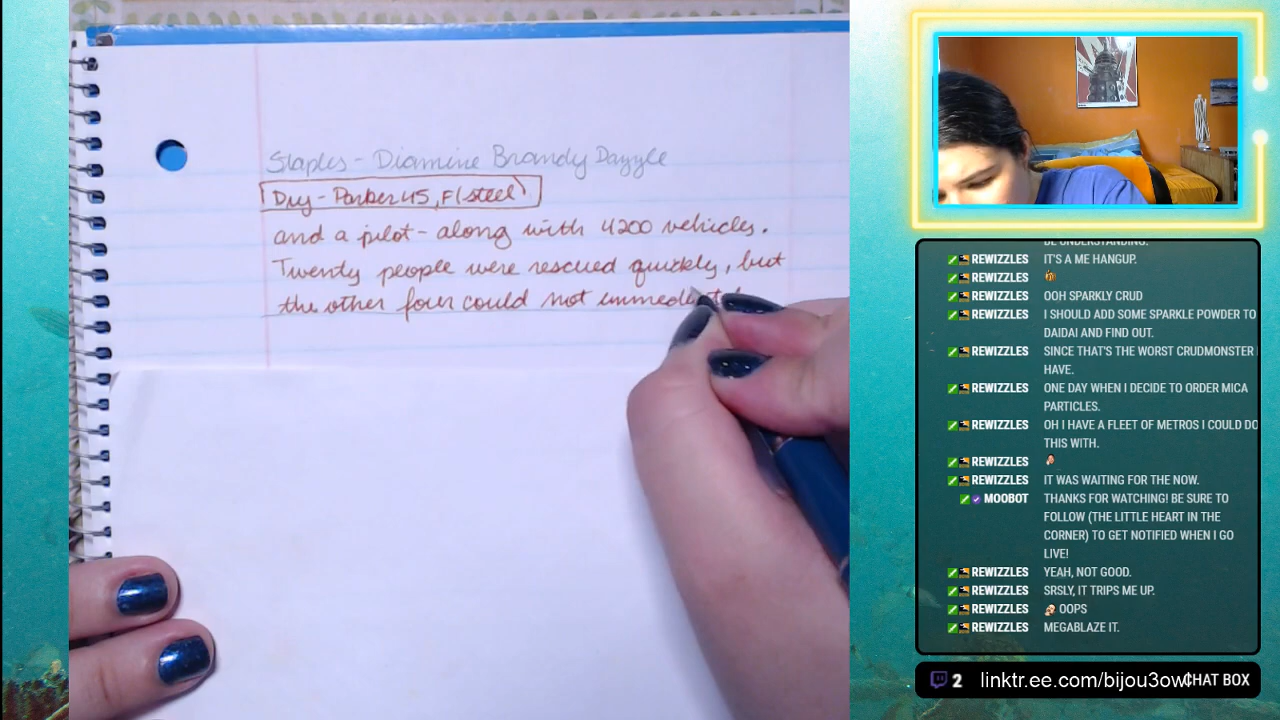 Staples - Diamine Brandy Dazzle
Dry - Parker 45, F/steel
and a pilot - along with 4200 vehicles.
Twenty people were rescued quickly, but
the other four could not immediatel
BE UNDERSTANDING.
REWIZZLES IT'S A ME HANGUP.
REWIZZLES
REWIZZLES OOH SPARKLY CRUD
REWIZZLES I SHOULD ADD SOME SPARKLE POWDER TO
DAIDAI AND FIND OUT.
REWIZZLES SINCE THAT'S THE WORST CRUDMONSTER I
HAVE.
REWIZZLES ONE DAY WHEN I DECIDE TO ORDER MICA
PARTICLES.
REWIZZLES OH I HAVE A FLEET OF METROS I COULD DO
THIS WITH.
REWIZZLES
REWIZZLES IT WAS WAITING FOR THE NOW.
MOOBOT THANKS FOR WATCHING! BE SURE TO
FOLLOW (THE LITTLE HEART IN THE
CORNER) TO GET NOTIFIED WHEN I GO
LIVE!
REWIZZLES YEAH, NOT GOOD.
REWIZZLES SRSLY, IT TRIPS ME UP.
REWIZZLES OOPS
REWIZZLES MEGABLAZE IT.
2 linktr.ee.com/bijou3owl CHAT BOX